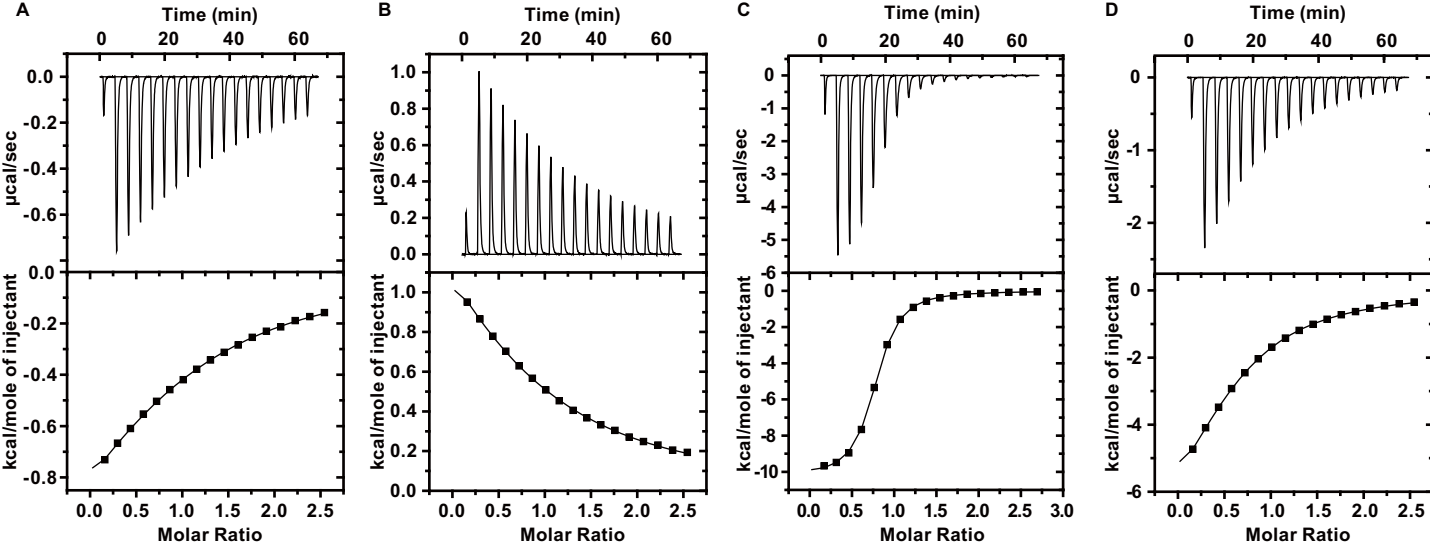 A
Time (min)
0 20 40 60
0.0
-0.2
-0.4
-0.6
µcal/sec
0.0
-0.2
-0.4
-0.6
-0.8
kcal/mole of injectant
0.0 0.5 1.0 1.5 2.0 2.5
Molar Ratio
B
Time (min)
0 20 40 60
1.0
0.8
0.6
0.4
0.2
0.0
µcal/sec
1.0
0.8
0.6
0.4
0.2
0.0
kcal/mole of injectant
0.0 0.5 1.0 1.5 2.0 2.5
Molar Ratio
C
Time (min)
0 20 40 60
0
-1
-2
-3
-4
-5
-6
µcal/sec
0
-2
-4
-6
-8
-10
kcal/mole of injectant
0.0 0.5 1.0 1.5 2.0 2.5 3.0
Molar Ratio
D
Time (min)
0 20 40 60
0
-1
-2
µcal/sec
0
-2
-4
-6
kcal/mole of injectant
0.0 0.5 1.0 1.5 2.0 2.5
Molar Ratio